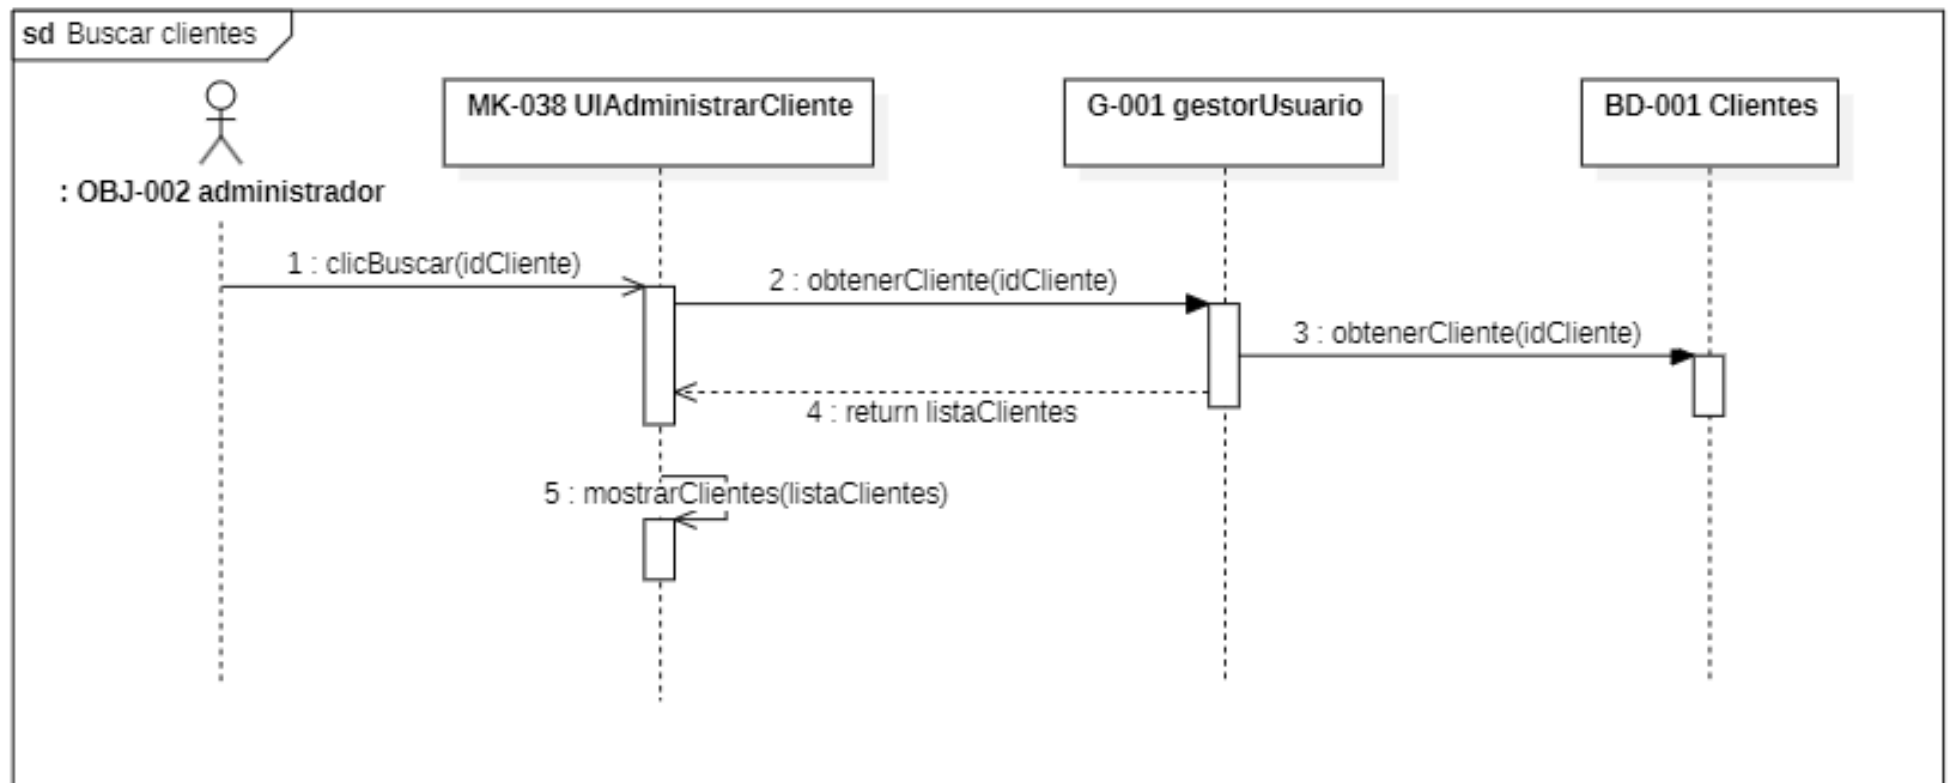 sd Buscar clientes
MK-038 UIAdministrarCliente
G-001 gestorUsuario
BD-001 Clientes
: OBJ-002 administrador
1 : clicBuscar(idCliente)
2 : obtenerCliente(idCliente)
3 : obtenerCliente(idCliente)
4 : return listaClientes
5 : mostrarClientes(listaClientes)